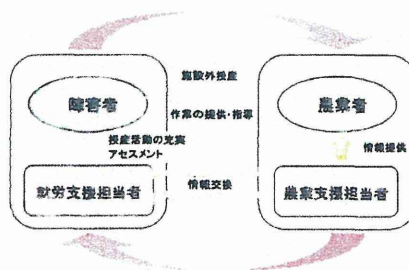 施設外授産
障害者
作業の提供・指導
農業者
授産活動の充実
アセスメント
情報提供
就労支援担当者
情報交換
農業支援担当者